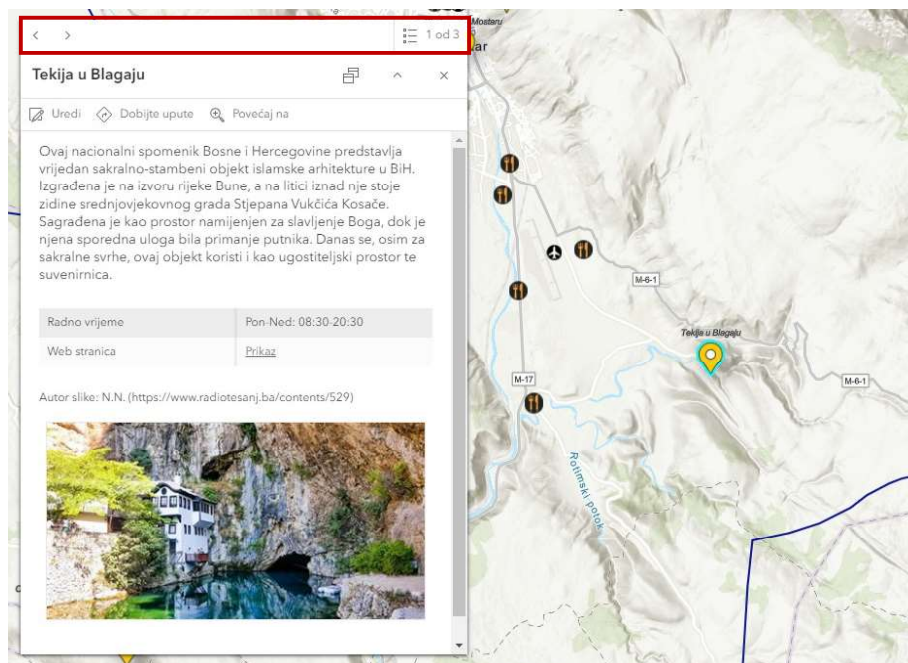 1 od 3
Tekija u Blagaju
Uredi
Dobijte upute
Povećaj na
Ovaj nacionalni spomenik Bosne i Hercegovine predstavlja
vrijedan sakralno-stambeni objekt islamske arhitekture u BiH.
Izgrađena je na izvoru rijeke Bune, a na litici iznad nje stoje
zidine srednjovjekovnog grada Stjepana Vukčića Kosače.
Sagrađena je kao prostor namijenjen za slavljenje Boga, dok je
njena sporedna uloga bila primanje putnika. Danas se, osim za
sakralne svrhe, ovaj objekt koristi i kao ugostiteljski prostor te
suvenirnica.
Radno vrijeme Pon-Ned: 08:30-20:30
Web stranica Prikaz
Autor slike: N.N. (https://www.radiotesanj.ba/contents/529)
Mostaru
ar
M-6-1
Tekija u Blagaju
M-17
M-6-1
Rotimski potok